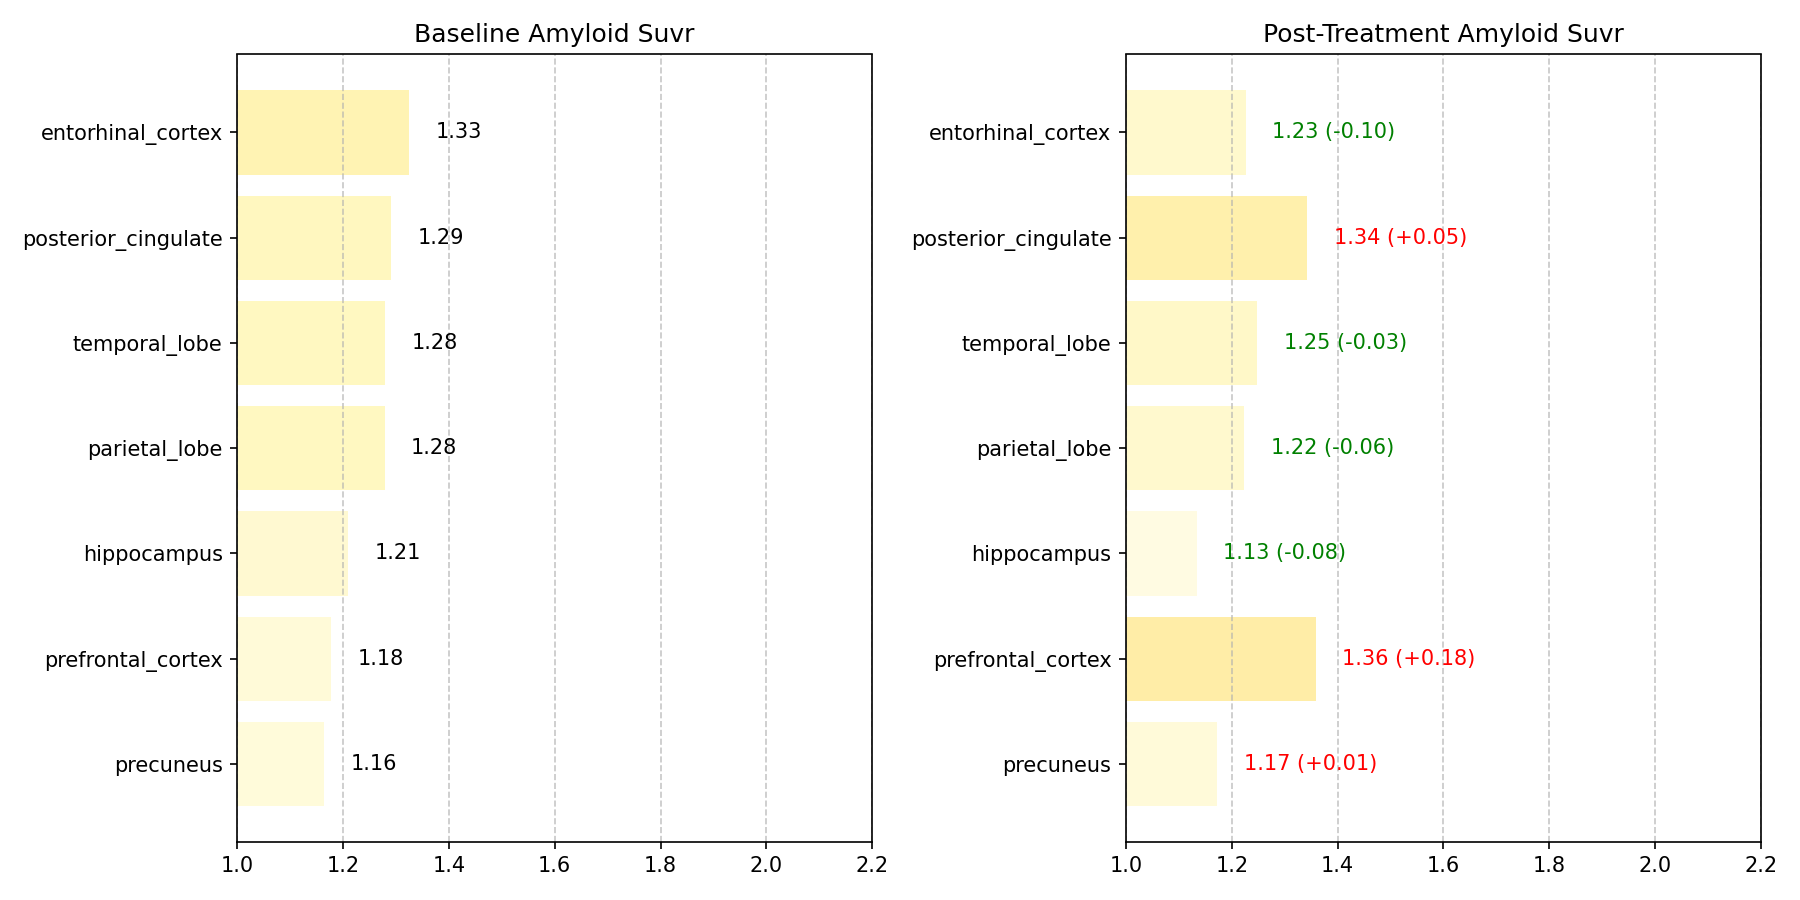 Baseline Amyloid Suvr
entorhinal_cortex 1.33
posterior_cingulate 1.29
temporal_lobe 1.28
parietal_lobe 1.28
hippocampus 1.21
prefrontal_cortex 1.18
precuneus 1.16
1.0 1.2 1.4 1.6 1.8 2.0 2.2
Post-Treatment Amyloid Suvr
entorhinal_cortex 1.23 (-0.10)
posterior_cingulate 1.34 (+0.05)
temporal_lobe 1.25 (-0.03)
parietal_lobe 1.22 (-0.06)
hippocampus 1.13 (-0.08)
prefrontal_cortex 1.36 (+0.18)
precuneus 1.17 (+0.01)
1.0 1.2 1.4 1.6 1.8 2.0 2.2